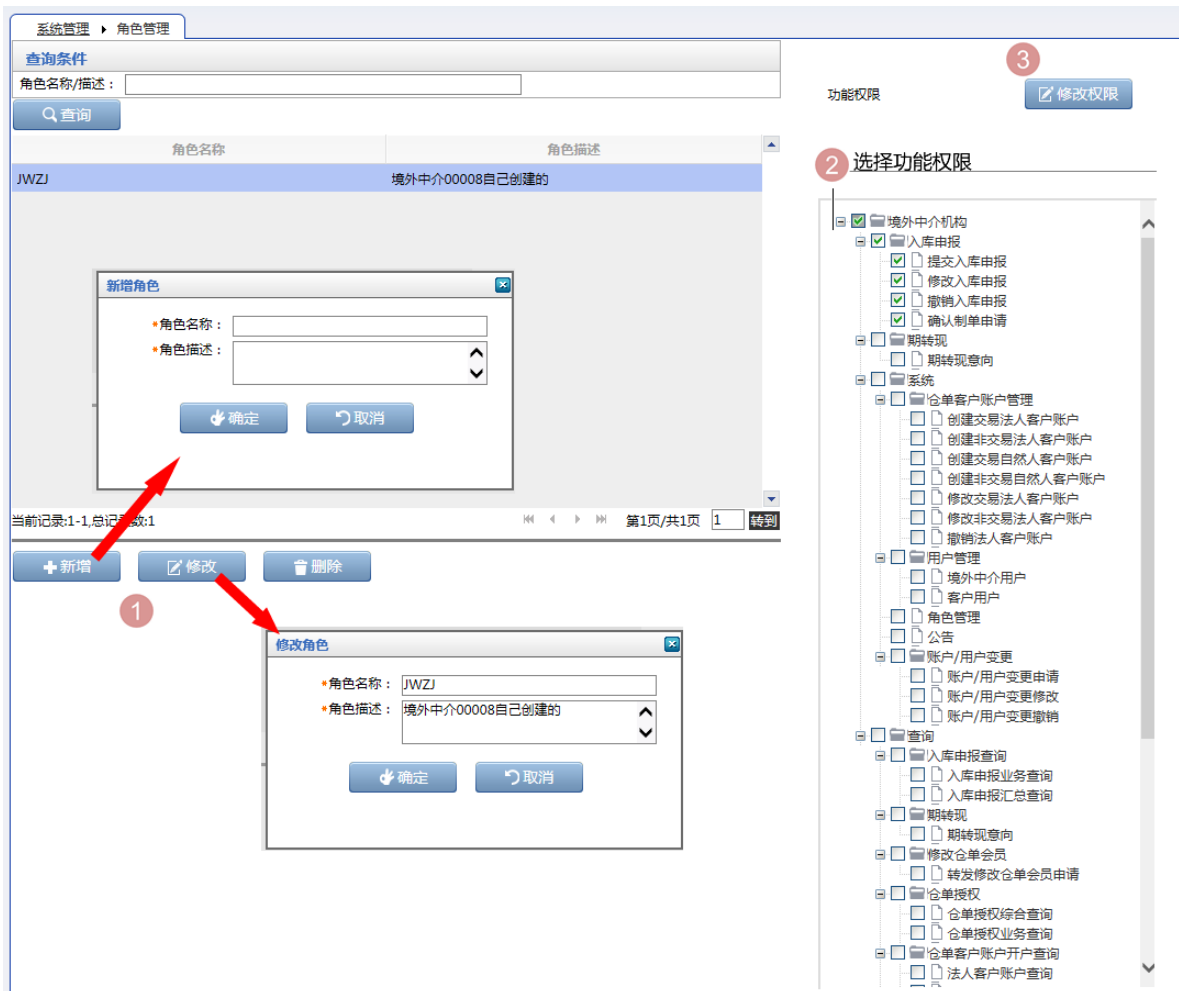 系统管理 ▸ 角色管理
查询条件
角色名称/描述：
查询
角色名称 角色描述
JWZJ 境外中介00008自己创建的
新增角色
*角色名称：
*角色描述：
确定 取消
当前记录:1-1,总记录数:1 第1页/共1页 1 转到
新增 修改 删除
1
修改角色
*角色名称： JWZJ
*角色描述： 境外中介00008自己创建的
确定 取消
3
功能权限 修改权限
2 选择功能权限
境外中介机构
入库申报
提交入库申报
修改入库申报
撤销入库申报
确认制单申请
期转现
期转现意向
系统
仓单客户账户管理
创建交易法人客户账户
创建非交易法人客户账户
创建交易自然人客户账户
创建非交易自然人客户账户
修改交易法人客户账户
修改非交易法人客户账户
撤销法人客户账户
用户管理
境外中介用户
客户用户
角色管理
公告
账户/用户变更
账户/用户变更申请
账户/用户变更修改
账户/用户变更撤销
查询
入库申报查询
入库申报业务查询
入库申报汇总查询
期转现
期转现意向
修改仓单会员
转发修改仓单会员申请
仓单授权
仓单授权综合查询
仓单授权业务查询
仓单客户账户开户查询
法人客户账户查询